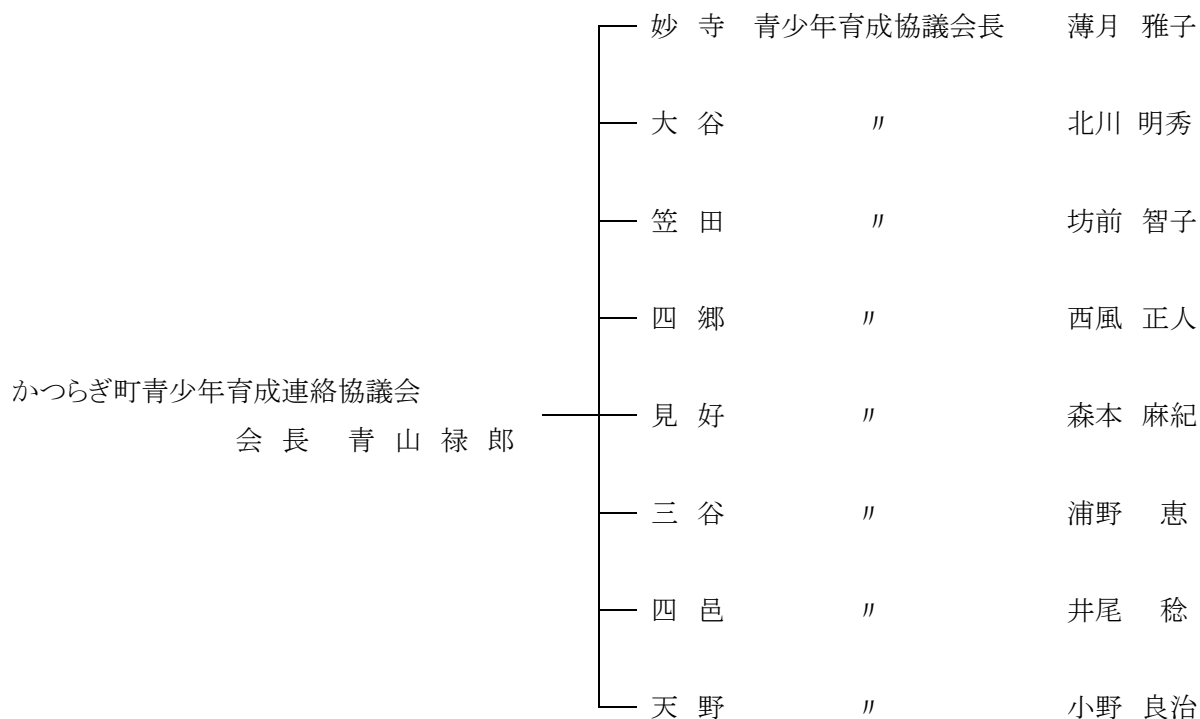 妙 寺 青少年育成協議会長 薄月 雅子
大 谷 〃 北川 明秀
笠 田 〃 坊前 智子
四 郷 〃 西風 正人
かつらぎ町青少年育成連絡協議会
会 長 青 山 禄 郎
見 好 〃 森本 麻紀
三 谷 〃 浦野 恵
四 邑 〃 井尾 稔
天 野 〃 小野 良治